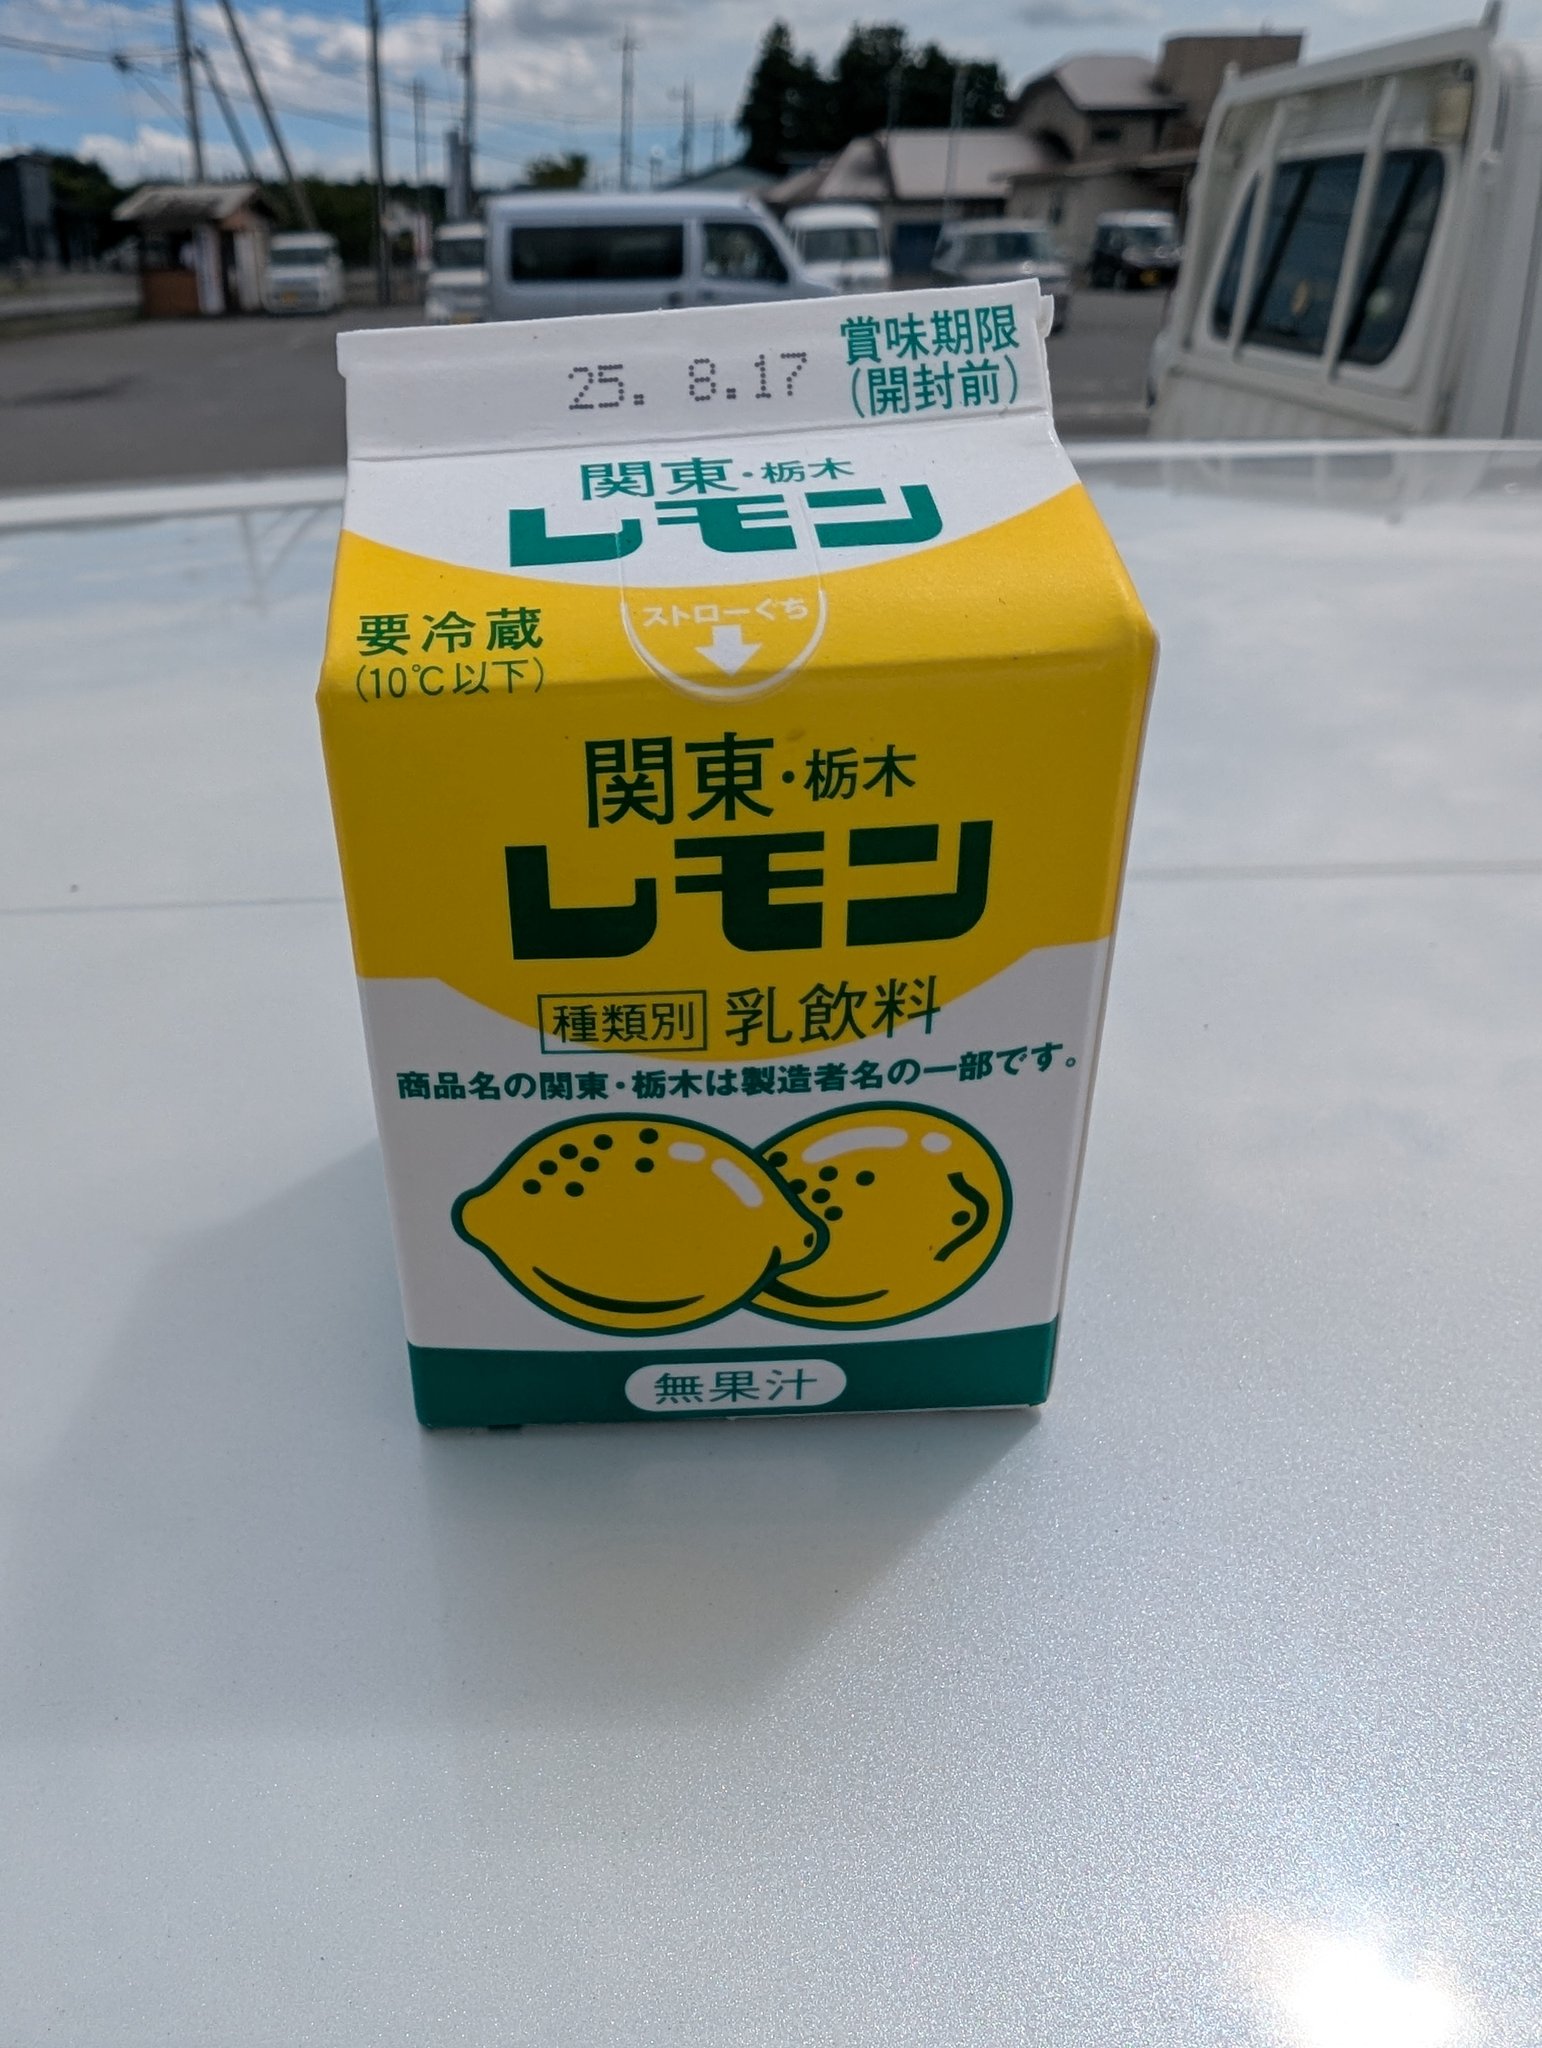 25. 8.17
賞味期限
(開封前)
関東・栃木
レモン
ストローぐち
要冷蔵
(10℃以下)
関東・栃木
レモン
種類別 乳飲料
商品名の関東・栃木は製造者名の一部です。
無果汁